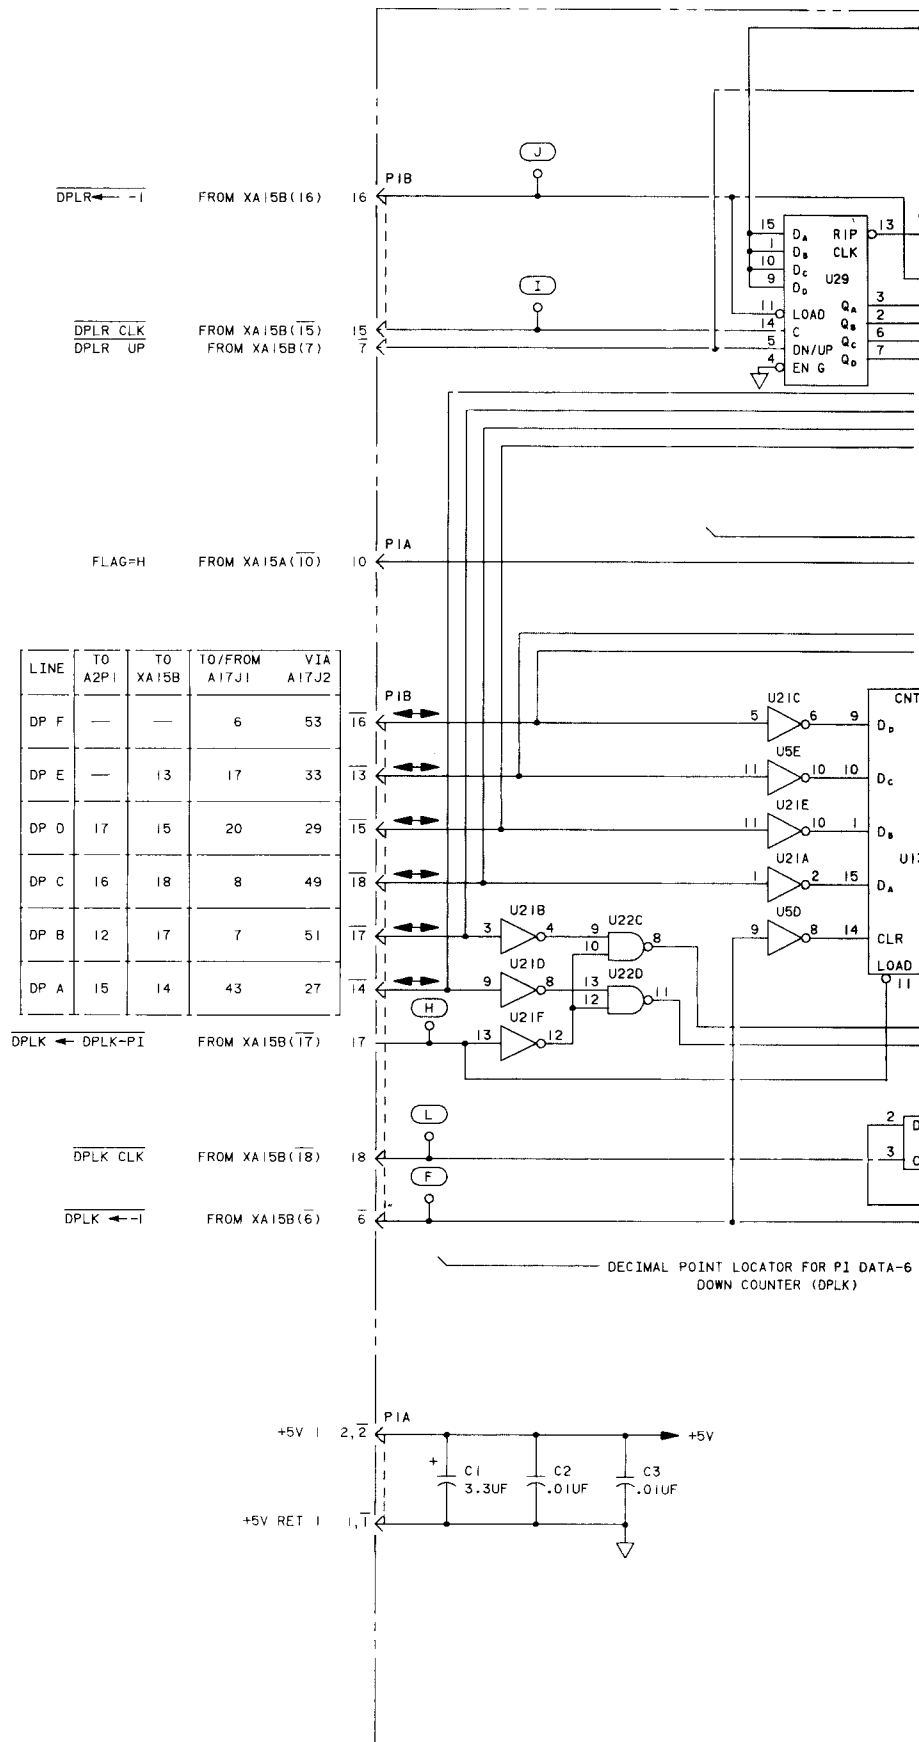 J
P1B
DPLR ← -1 FROM XA15B(16) 16
I
DPLR CLK FROM XA15B(15) 15
DPLR UP FROM XA15B(7) 7
15 DA RIP 13
1 DB CLK
10 DC
9 DD U29
11 LOAD QA 3
14 C QB 2
5 DN/UP QC 6
4 EN G QD 7
P1A
FLAG=H FROM XA15A(10) 10
LINE TO A2P1 TO XA15B TO/FROM A17J1 VIA A17J2
P1B
DP F — — 6 53 16
DP E — 13 17 33 13
DP D 17 15 20 29 15
DP C 16 18 8 49 18
DP B 12 17 7 51 17
DP A 15 14 43 27 14
U21C
5 6 9 DD CNT
U5E
11 10 10 DC
U21E
11 10 1 DB
U21A
1 2 15 DA
U5D
9 8 14 CLR
LOAD
11
U21B
3 4
U22C
9 8
10
U21D
9 8
U22D
13 11
12
H
U21F
13 12
DPLK ← DPLK-P1 FROM XA15B(17) 17
L
DPLK CLK FROM XA15B(18) 18
2 D
3 C
F
DPLK ← -1 FROM XA15B(6) 6
DECIMAL POINT LOCATOR FOR PI DATA-6
DOWN COUNTER (DPLK)
P1A
+5V 1 2,2 +5V
+ C1 C2 C3
3.3UF .01UF .01UF
+5V RET 1 1,1